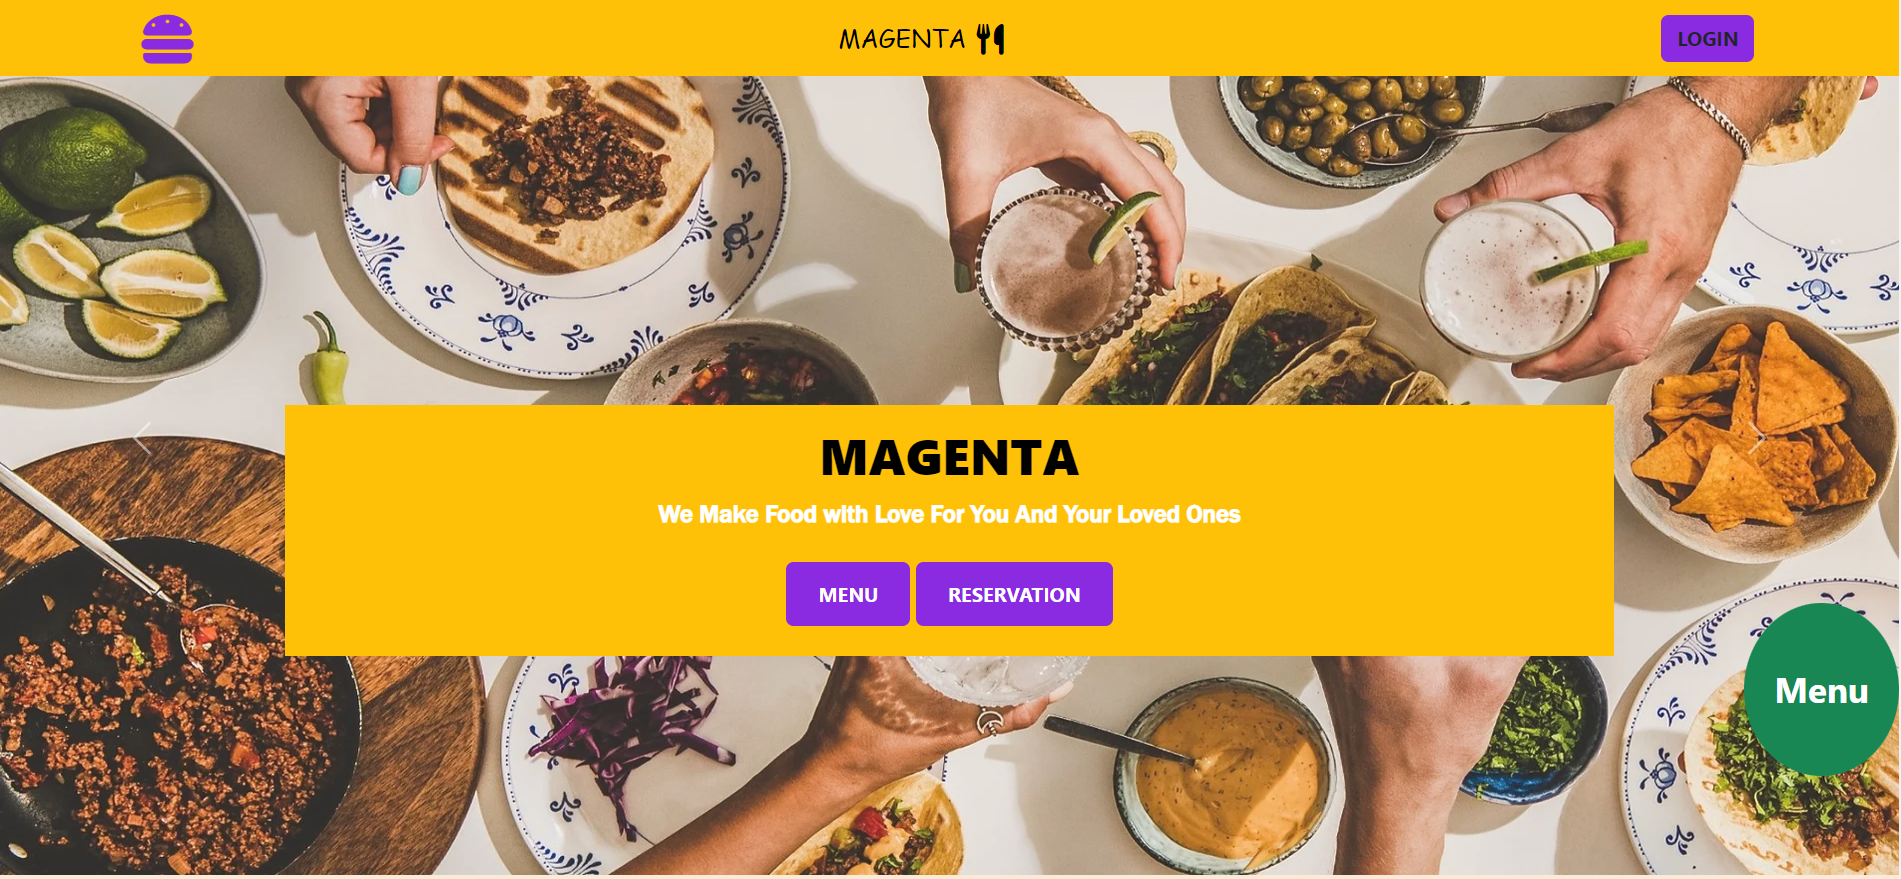 MAGENTA
LOGIN
MAGENTA
We Make Food with Love For You And Your Loved Ones
MENU RESERVATION
Menu